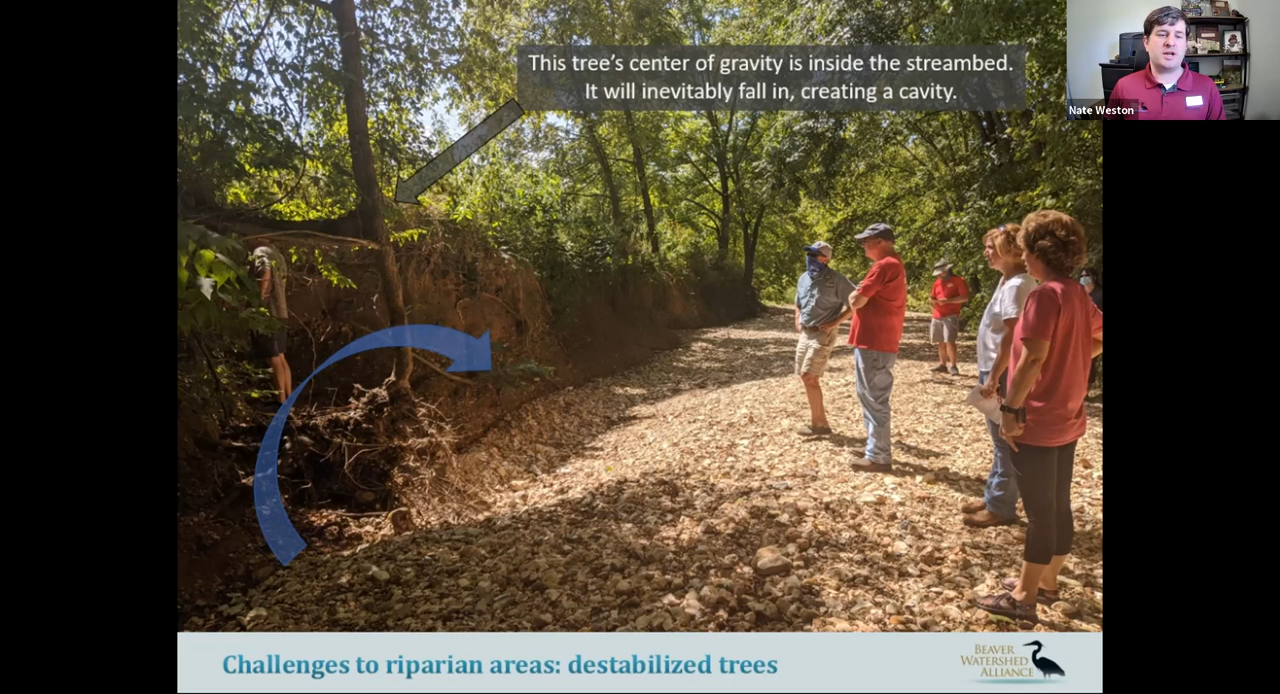 This tree's center of gravity is inside the streambed.
It will inevitably fall in, creating a cavity.
Nate Weston
Challenges to riparian areas: destabilized trees
BEAVER
WATERSHED
ALLIANCE